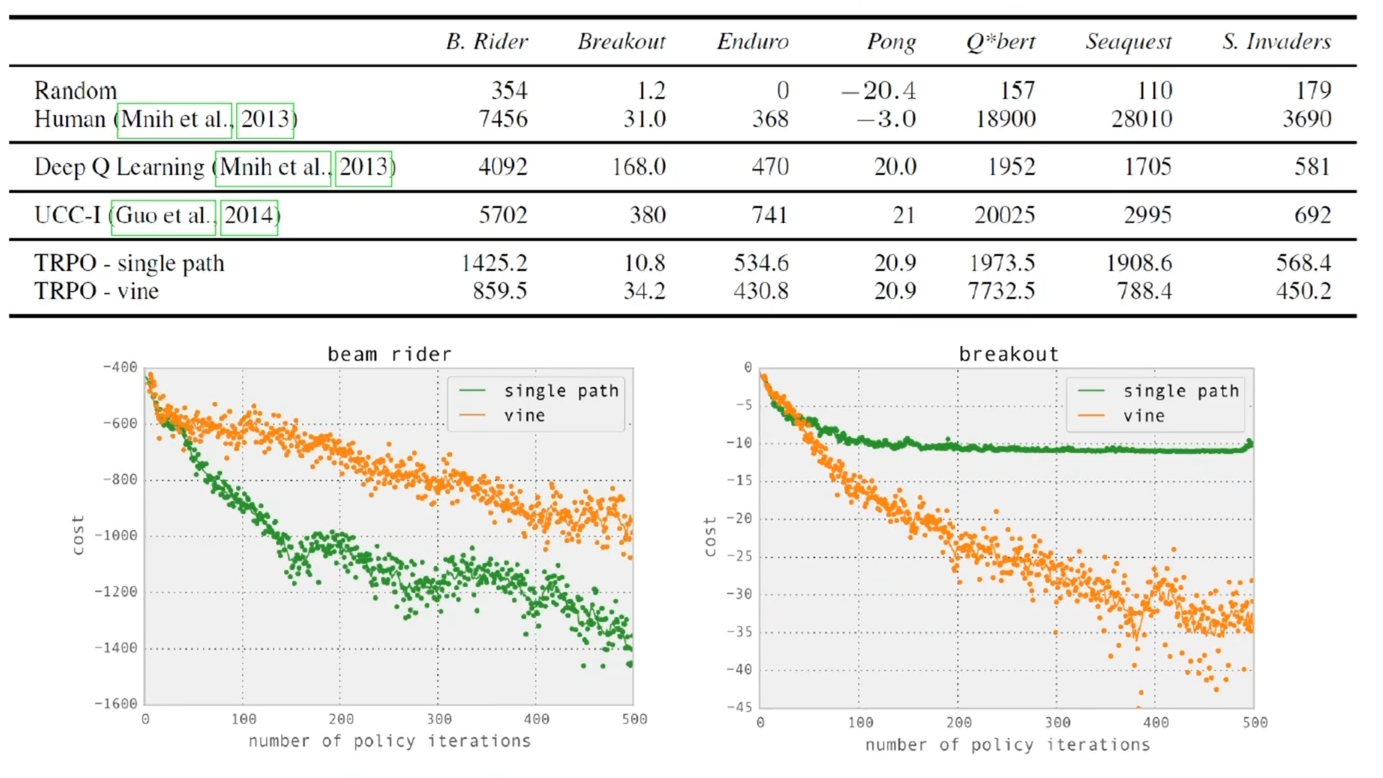 B. Rider Breakout Enduro Pong Q*bert Seaquest S. Invaders
Random 354 1.2 0 −20.4 157 110 179
Human (Mnih et al., 2013) 7456 31.0 368 −3.0 18900 28010 3690
Deep Q Learning (Mnih et al., 2013) 4092 168.0 470 20.0 1952 1705 581
UCC-I (Guo et al., 2014) 5702 380 741 21 20025 2995 692
TRPO - single path 1425.2 10.8 534.6 20.9 1973.5 1908.6 568.4
TRPO - vine 859.5 34.2 430.8 20.9 7732.5 788.4 450.2
beam rider
single path
vine
−400
−600
−800
−1000
−1200
−1400
−1600
cost
0 100 200 300 400 500
number of policy iterations
breakout
single path
vine
0
−5
−10
−15
−20
−25
−30
−35
−40
−45
cost
0 100 200 300 400 500
number of policy iterations